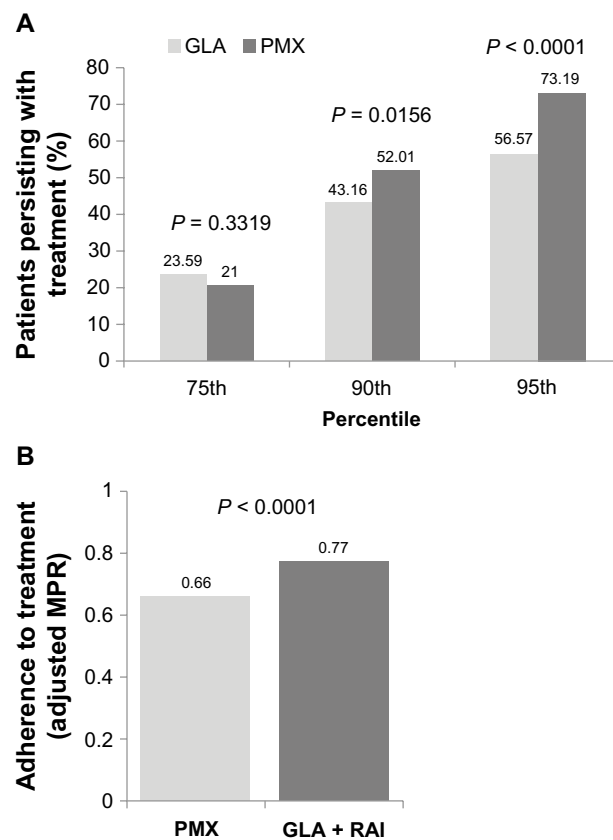 A
GLA PMX
P < 0.0001
P = 0.0156
P = 0.3319
Patients persisting with
treatment (%)
80
70
60
50
40
30
20
10
0
23.59
21
43.16
52.01
56.57
73.19
75th
90th
95th
Percentile
B
P < 0.0001
Adherence to treatment
(adjusted MPR)
1
0.8
0.6
0.4
0.2
0
0.66
0.77
PMX
GLA + RAI